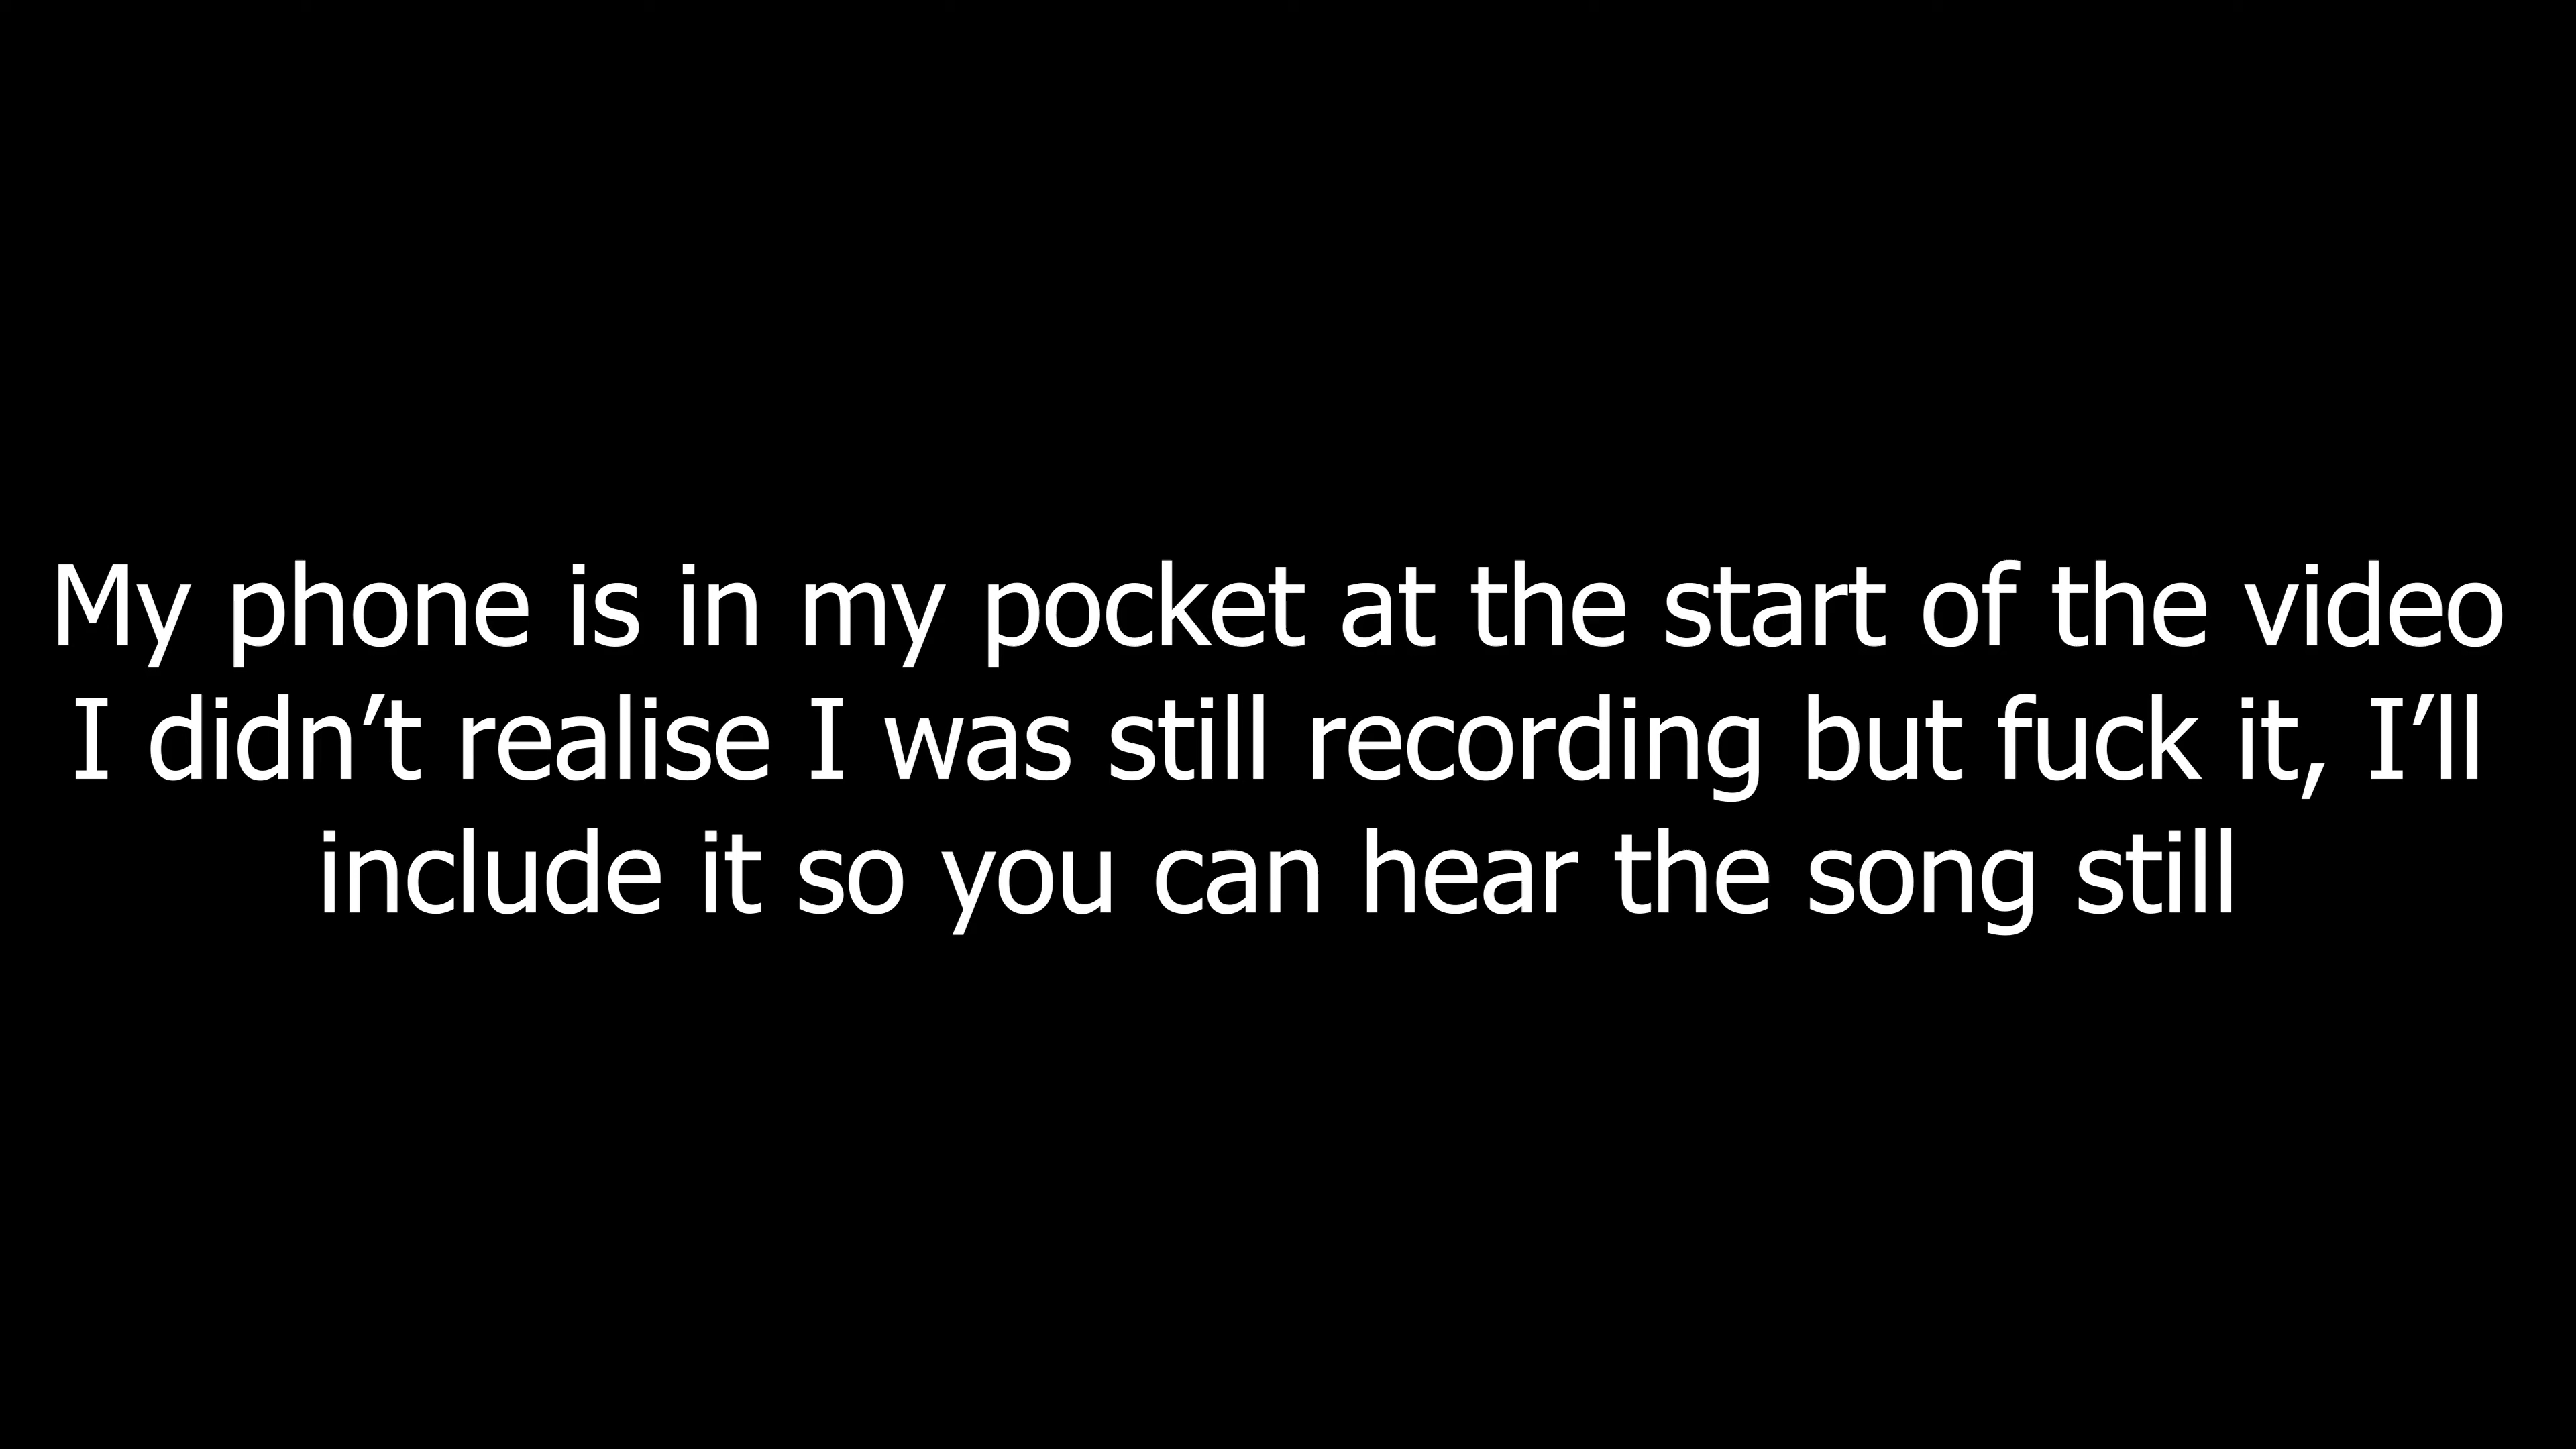 My phone is in my pocket at the start of the video
I didn’t realise I was still recording but fuck it, I’ll
include it so you can hear the song still